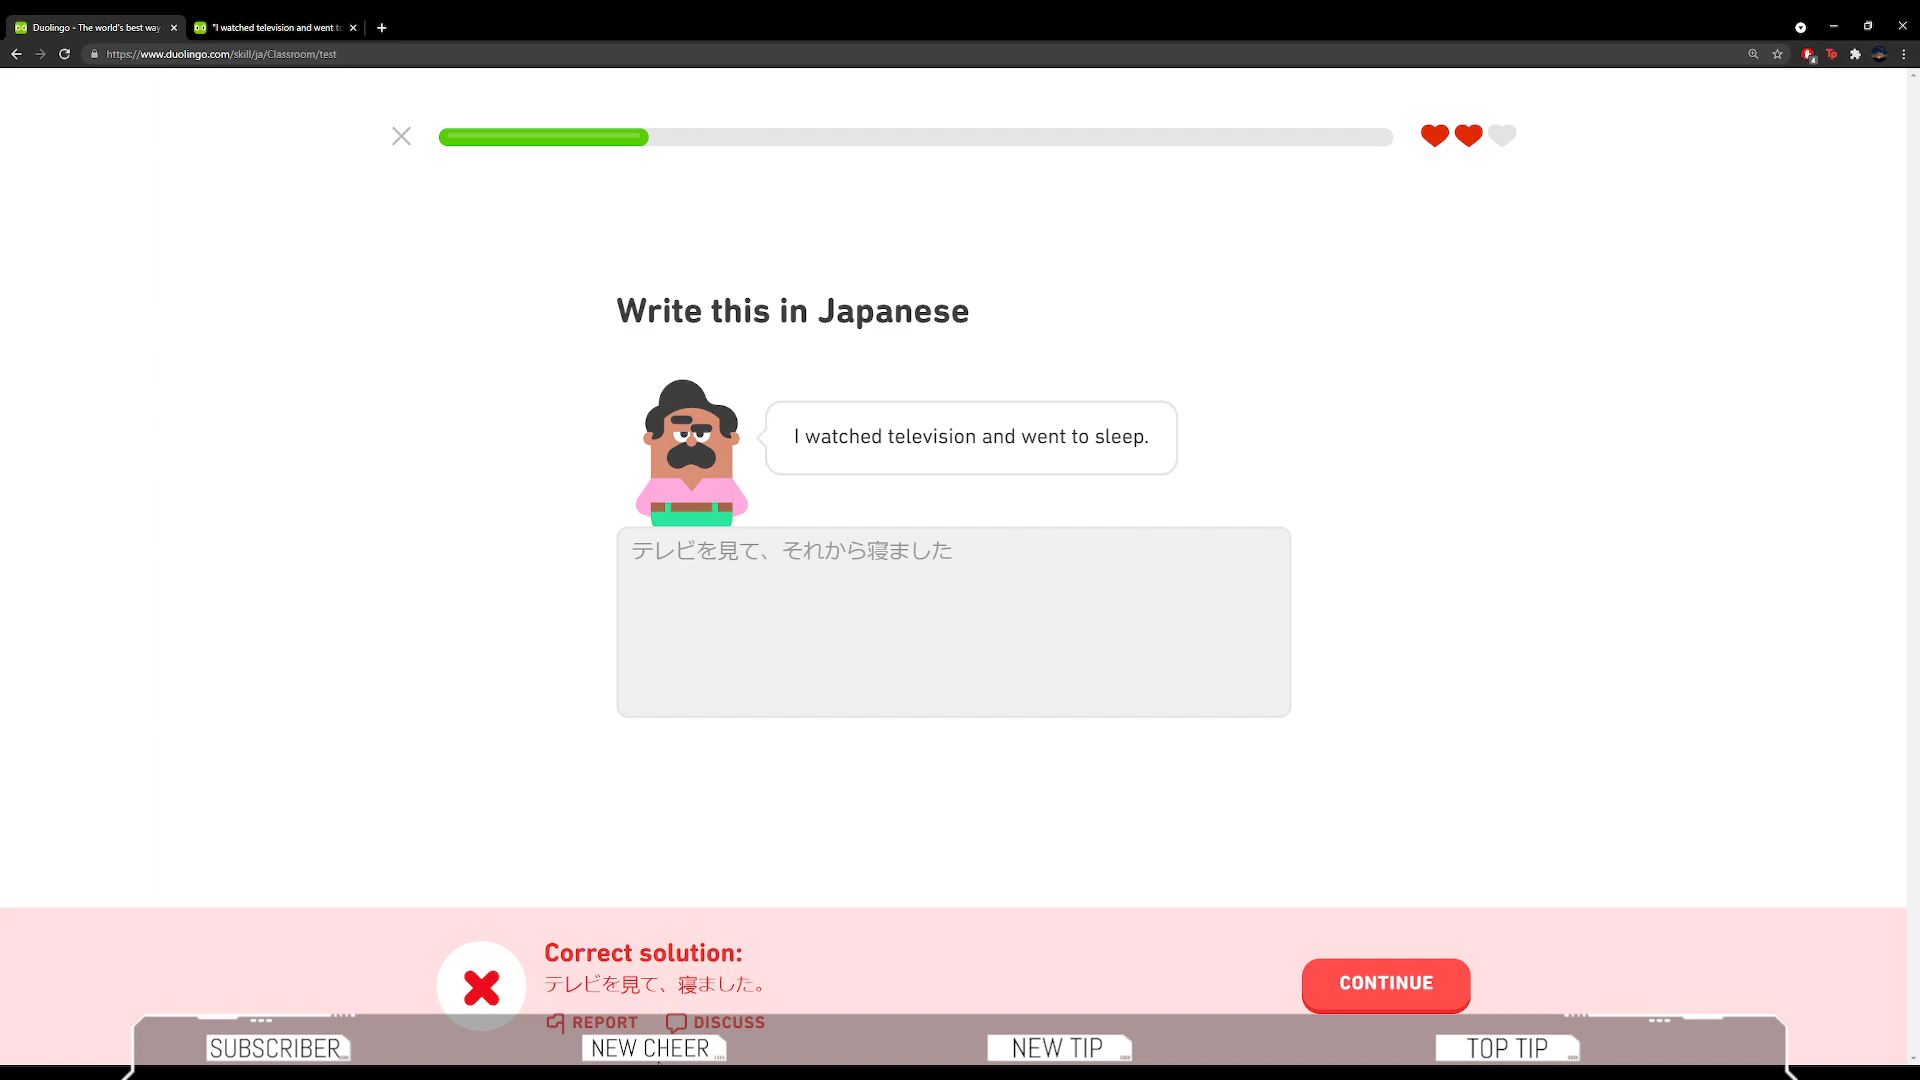 Duolingo - The world's best way
"I watched television and went to
https://www.duolingo.com/skill/ja/Classroom/test
Write this in Japanese
I watched television and went to sleep.
テレビを見て、それから寝ました
Correct solution:
テレビを見て、寝ました。
CONTINUE
REPORT DISCUSS
SUBSCRIBER NEW CHEER NEW TIP TOP TIP